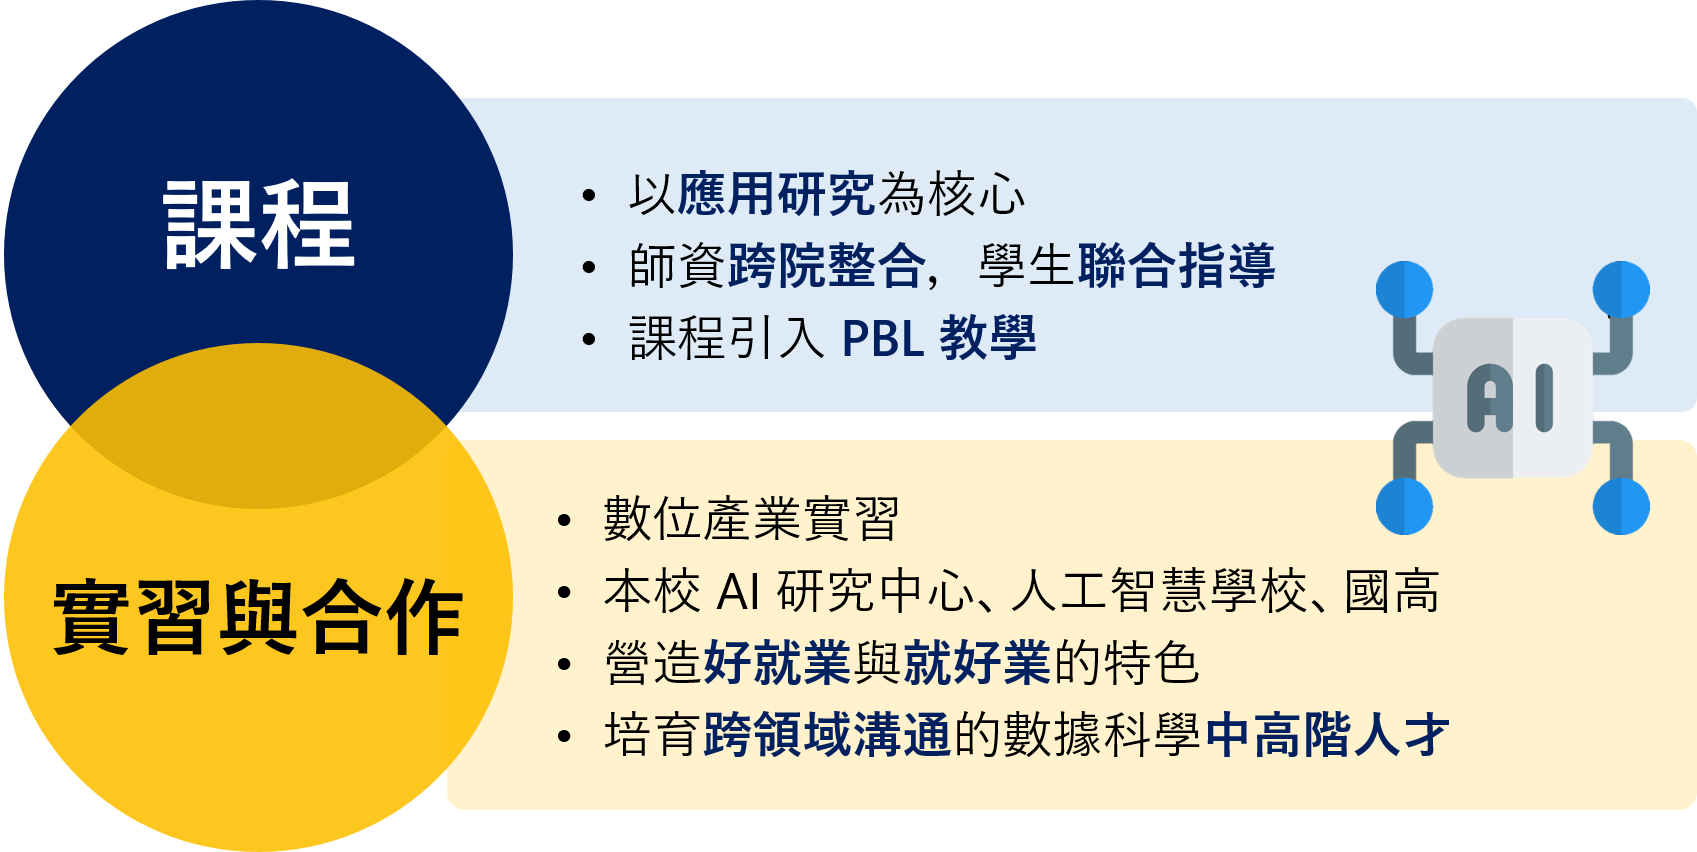 課程
• 以應用研究為核心
• 師資跨院整合，學生聯合指導
• 課程引入 PBL 教學
AI
實習與合作
• 數位產業實習
• 本校 AI 研究中心、人工智慧學校、國高
• 營造好就業與就好業的特色
• 培育跨領域溝通的數據科學中高階人才